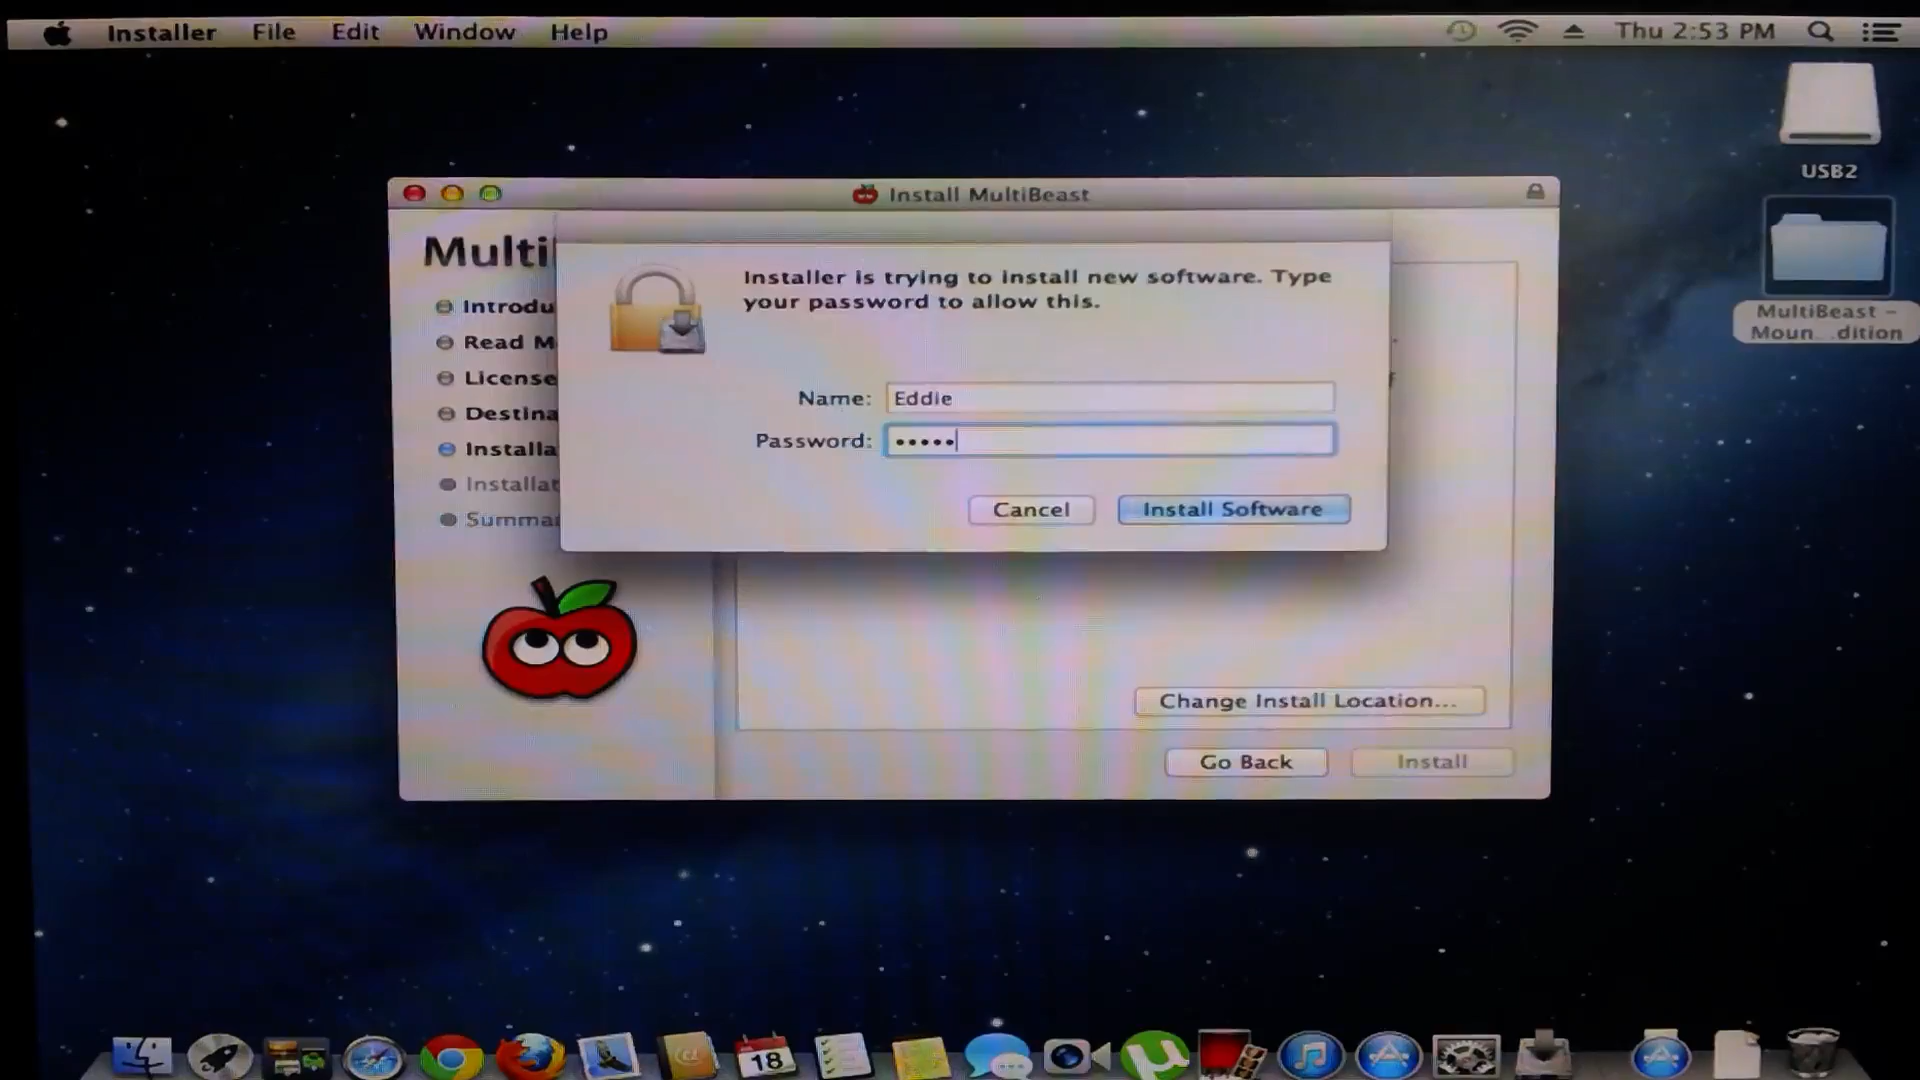 Installer File Edit Window Help
Thu 2:53 PM
USB2
MultiBeast –
Moun...dition
Install MultiBeast
Multi
Installer is trying to install new software. Type
your password to allow this.
Introdu
Read M
License
Destina
Installa
Installat
Summa
Name: Eddie
Password: •••••
Cancel
Install Software
Change Install Location...
Go Back
Install
18